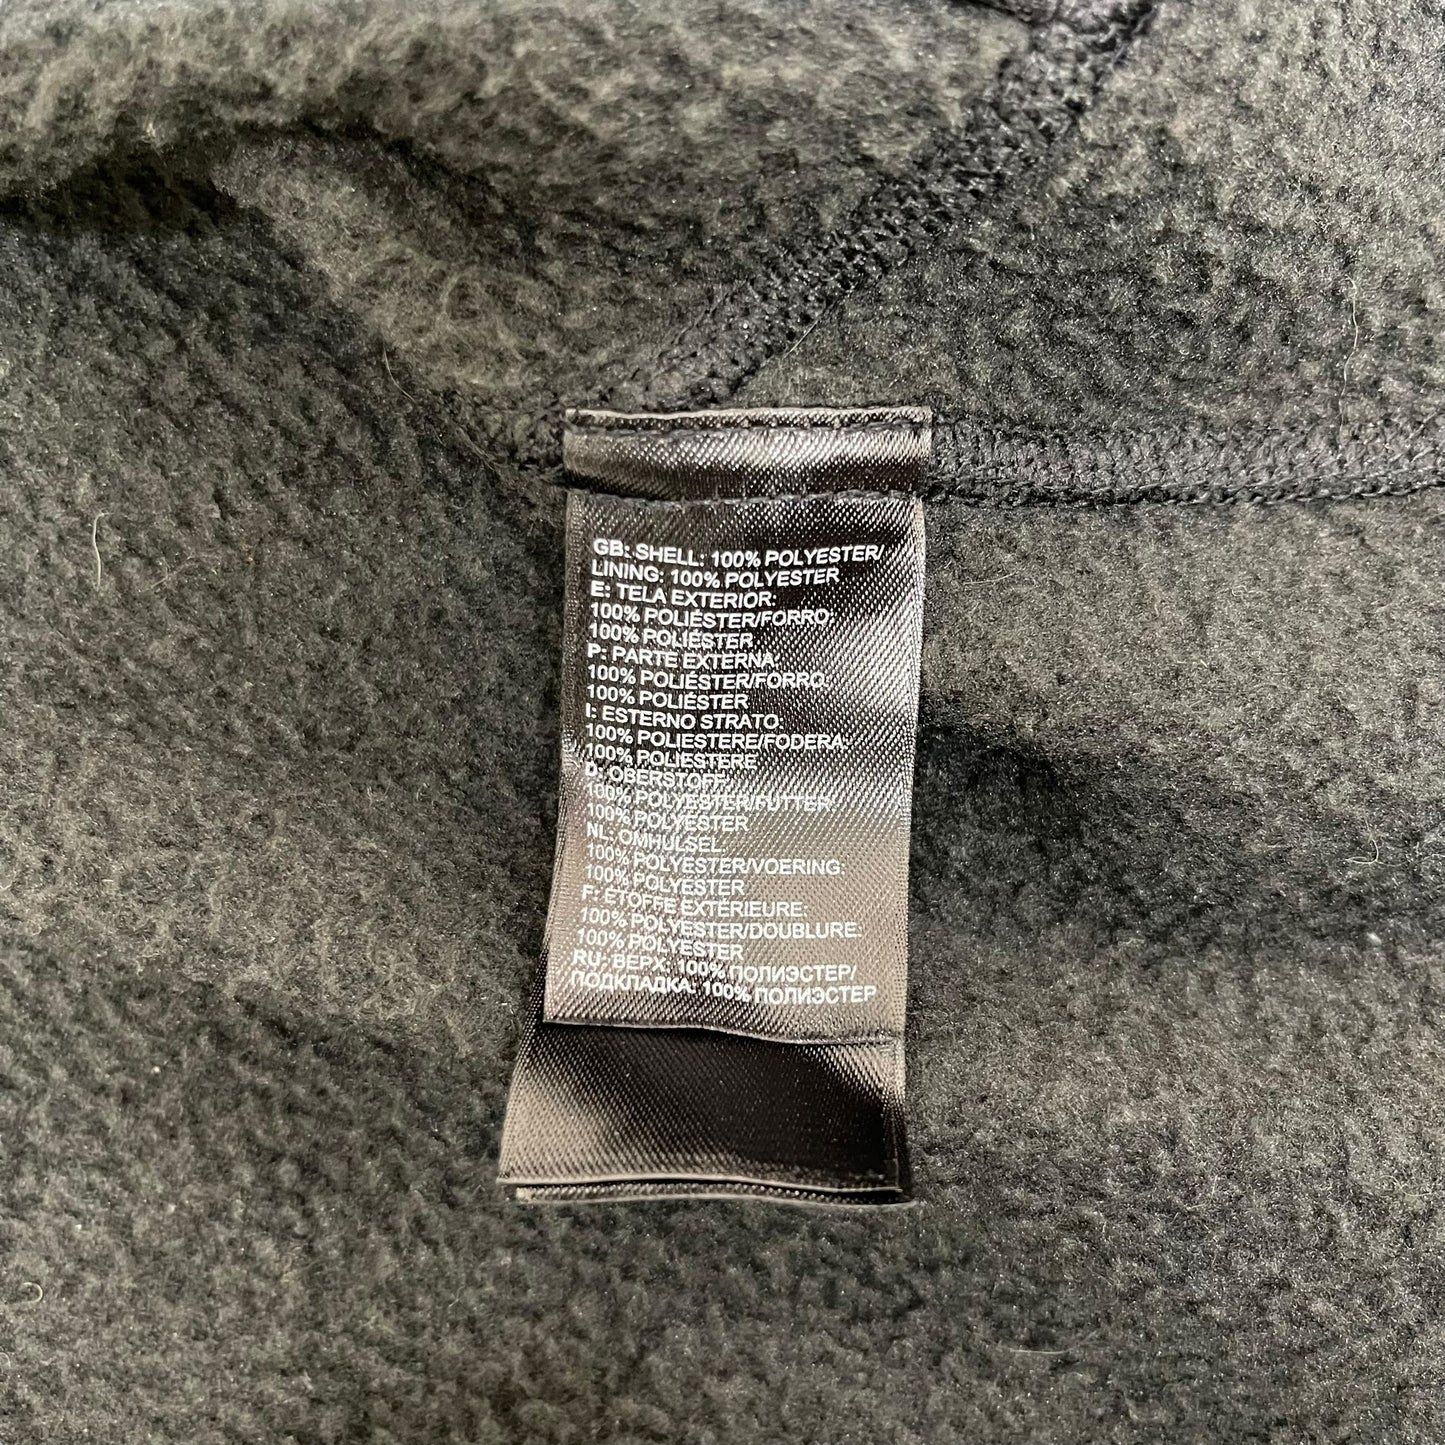 GB: SHELL: 100% POLYESTER/
LINING: 100% POLYESTER
E: TELA EXTERIOR:
100% POLIÉSTER/FORRO:
100% POLIÉSTER
P: PARTE EXTERNA:
100% POLIÉSTER/FORRO:
100% POLIÉSTER
I: ESTERNO STRATO:
100% POLIESTERE/FODERA:
100% POLIESTERE
D: OBERSTOFF:
100% POLYESTER/FUTTER:
100% POLYESTER
NL: OMHULSEL:
100% POLYESTER/VOERING:
100% POLYESTER
F: ETOFFE EXTÉRIEURE:
100% POLYESTER/DOUBLURE:
100% POLYESTER
RU: ВЕРХ: 100% ПОЛИЭСТЕР/
ПОДКЛАДКА: 100% ПОЛИЭСТЕР